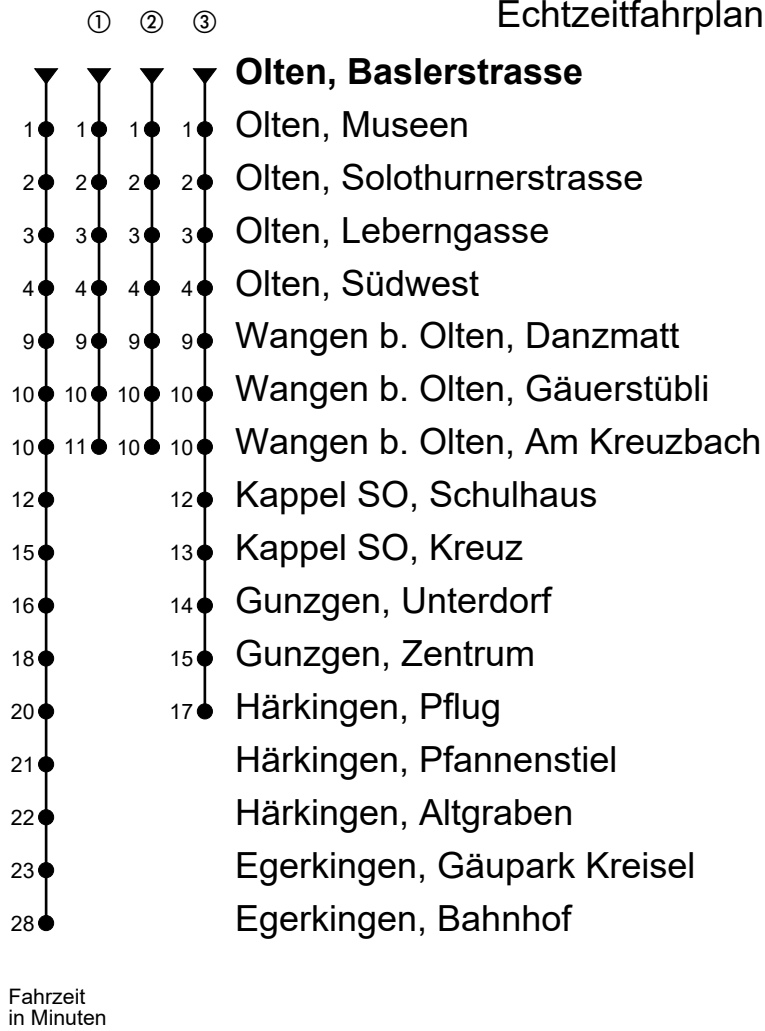 Echtzeitfahrplan
① ② ③
Olten, Baslerstrasse
1 1 1 1 Olten, Museen
2 2 2 2 Olten, Solothurnerstrasse
3 3 3 3 Olten, Leberngasse
4 4 4 4 Olten, Südwest
9 9 9 9 Wangen b. Olten, Danzmatt
10 10 10 10 Wangen b. Olten, Gäuerstübli
10 11 10 10 Wangen b. Olten, Am Kreuzbach
12 12 Kappel SO, Schulhaus
15 13 Kappel SO, Kreuz
16 14 Gunzgen, Unterdorf
18 15 Gunzgen, Zentrum
20 17 Härkingen, Pflug
21 Härkingen, Pfannenstiel
22 Härkingen, Altgraben
23 Egerkingen, Gäupark Kreisel
28 Egerkingen, Bahnhof
Fahrzeit
in Minuten